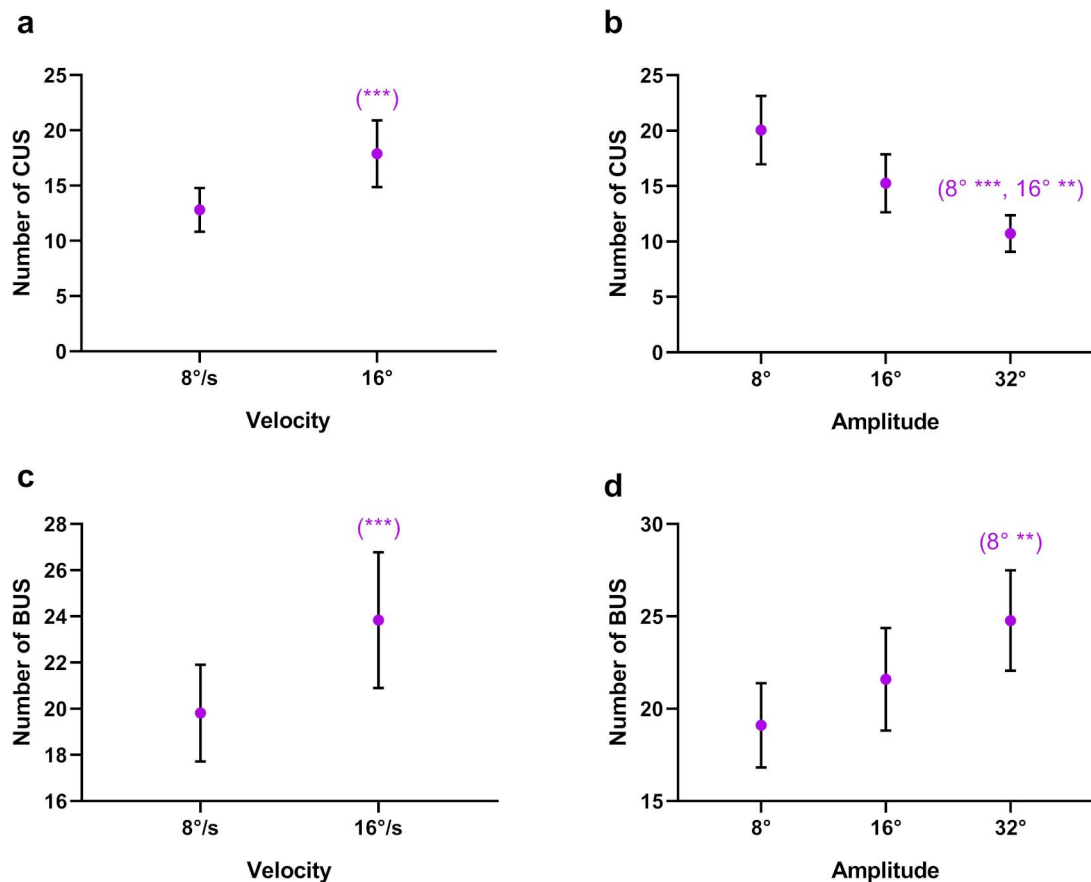 a
Number of CUS
25
20
15
10
5
0
(***)
8°/s
16°
Velocity
b
Number of CUS
25
20
15
10
5
0
(8° ***, 16° **)
8°
16°
32°
Amplitude
c
Number of BUS
28
26
24
22
20
18
16
(***)
8°/s
16°/s
Velocity
d
Number of BUS
30
25
20
15
(8° **)
8°
16°
32°
Amplitude